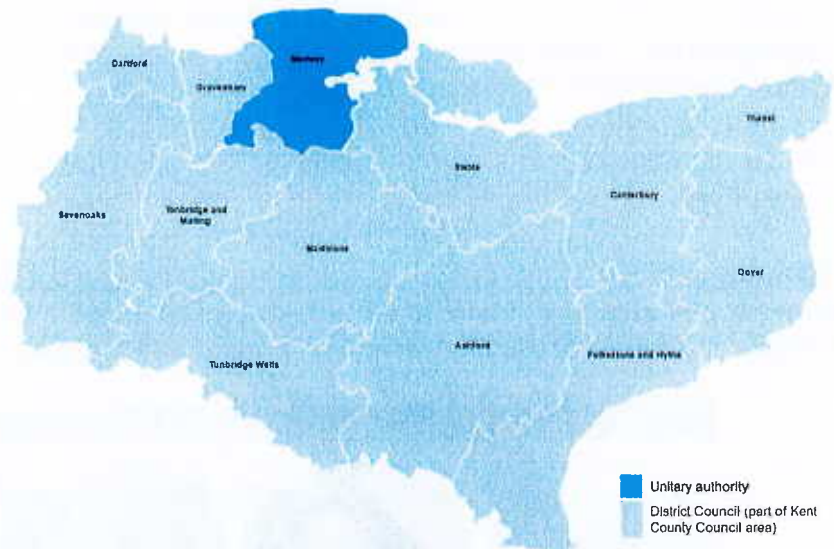 Dartford
Gravesham
Medway
Thanet
Swale
Canterbury
Sevenoaks
Tonbridge and
Malling
Maidstone
Dover
Ashford
Folkestone and Hythe
Tunbridge Wells
Unitary authority
District Council (part of Kent
County Council area)